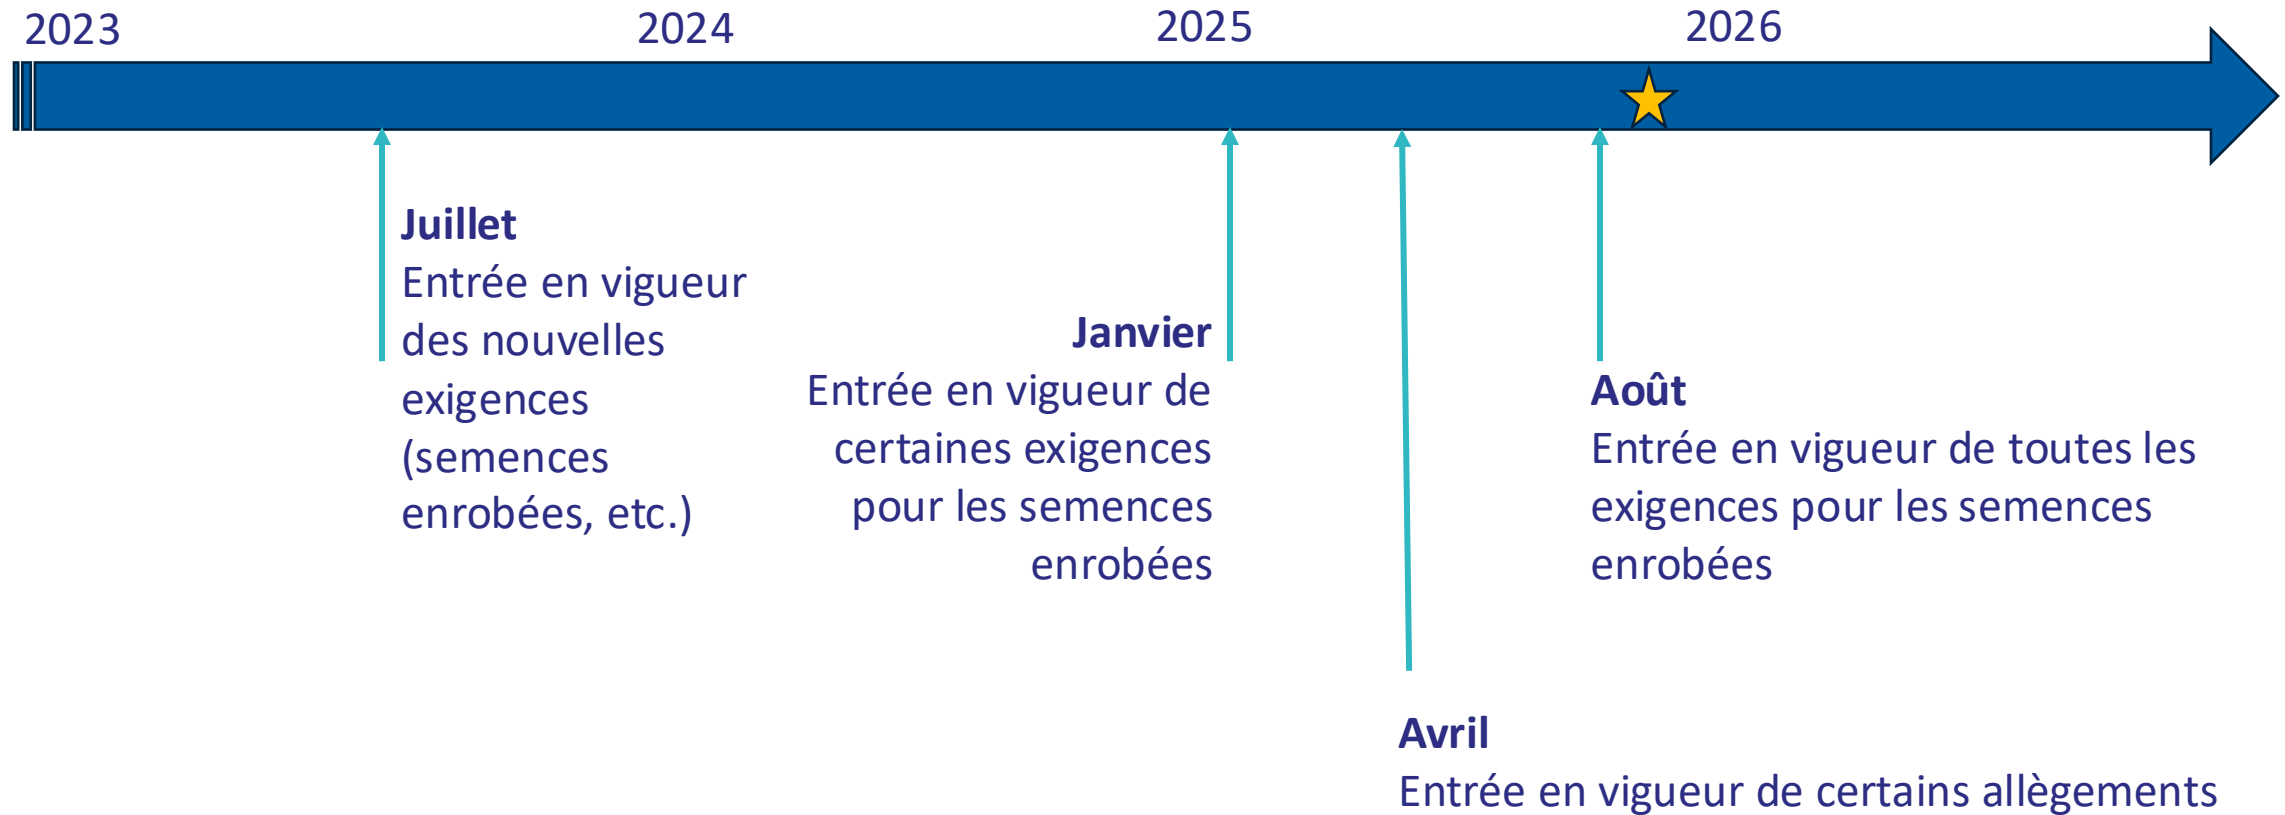 2023
2024
2025
2026
Juillet
Entrée en vigueur
des nouvelles
exigences
(semences
enrobées, etc.)
Janvier
Entrée en vigueur de
certaines exigences
pour les semences
enrobées
Août
Entrée en vigueur de toutes les
exigences pour les semences
enrobées
Avril
Entrée en vigueur de certains allègements